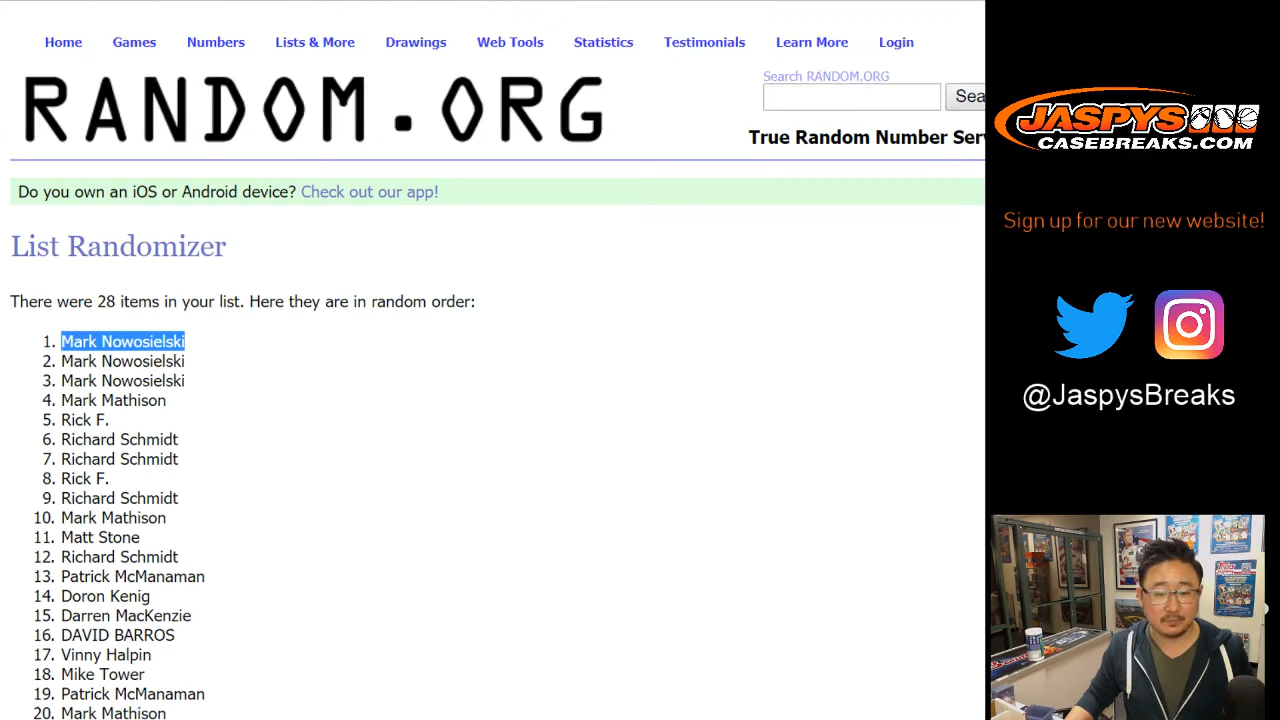 Home Games Numbers Lists & More Drawings Web Tools Statistics Testimonials Learn More Login
RANDOM.ORG
Search RANDOM.ORG
Sea
True Random Number Ser
Do you own an iOS or Android device? Check out our app!
List Randomizer
There were 28 items in your list. Here they are in random order:
1. Mark Nowosielski
2. Mark Nowosielski
3. Mark Nowosielski
4. Mark Mathison
5. Rick F.
6. Richard Schmidt
7. Richard Schmidt
8. Rick F.
9. Richard Schmidt
10. Mark Mathison
11. Matt Stone
12. Richard Schmidt
13. Patrick McManaman
14. Doron Kenig
15. Darren MacKenzie
16. DAVID BARROS
17. Vinny Halpin
18. Mike Tower
19. Patrick McManaman
20. Mark Mathison
JASPYS
CASEBREAKS.COM
Sign up for our new website!
@JaspysBreaks